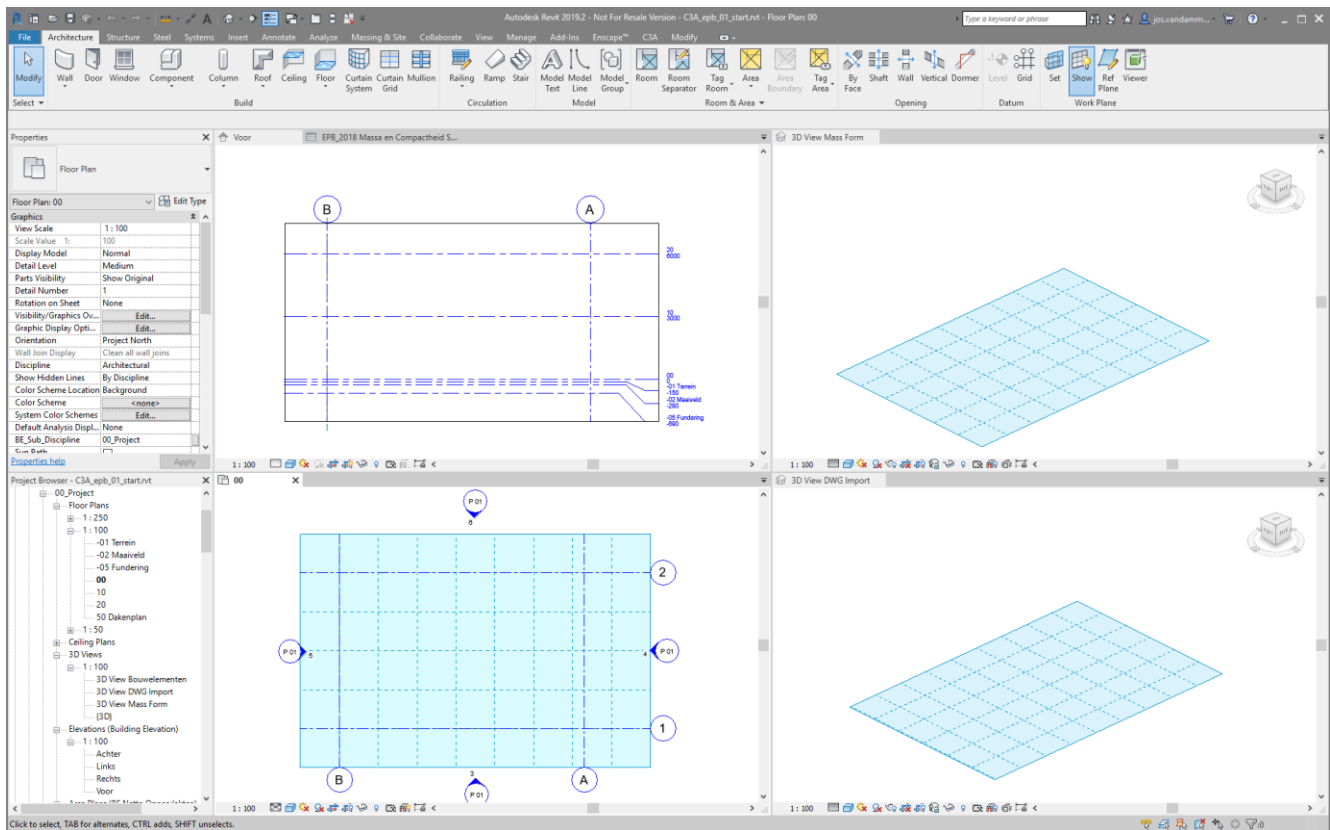 Autodesk Revit 2019.2 - Not For Resale Version - C3A_epb_01_start.rvt - Floor Plan: 00
Type a keyword or phrase
jos.vandamm...
File Architecture Structure Steel Systems Insert Annotate Analyze Massing & Site Collaborate View Manage Add-Ins Enscape™ C3A Modify
Modify Wall Door Window Component Column Roof Ceiling Floor Curtain System Curtain Grid Mullion Railing Ramp Stair Model Text Model Line Model Group Room Room Separator Tag Room Area Area Boundary Tag Area By Face Shaft Wall Vertical Dormer Level Grid Set Show Ref Plane Viewer
Select Build Circulation Model Room & Area Opening Datum Work Plane
Properties
Floor Plan
Floor Plan: 00 Edit Type
Graphics
View Scale 1 : 100
Scale Value 1: 100
Display Model Normal
Detail Level Medium
Parts Visibility Show Original
Detail Number 1
Rotation on Sheet None
Visibility/Graphics Ov... Edit...
Graphic Display Opti... Edit...
Orientation Project North
Wall Join Display Clean all wall joins
Discipline Architectural
Show Hidden Lines By Discipline
Color Scheme Location Background
Color Scheme <none>
System Color Schemes Edit...
Default Analysis Displ... None
BE_Sub_Discipline 00_Project
Sun Path
Properties help Apply
Project Browser - C3A_epb_01_start.rvt
00_Project
Floor Plans
1 : 250
1 : 100
-01 Terrein
-02 Maaiveld
-05 Fundering
00
10
20
50 Dakenplan
1 : 50
Ceiling Plans
3D Views
1 : 100
3D View Bouwelementen
3D View DWG Import
3D View Mass Form
{3D}
Elevations (Building Elevation)
1 : 100
Achter
Links
Rechts
Voor
Click to select, TAB for alternates, CTRL adds, SHIFT unselects.
Voor
EPB_2018 Massa en Compactheid S...
B
A
20
6000
10
3000
00
0
-01 Terrein
-150
-02 Maaiveld
-05 Fundering
1 : 100
3D View Mass Form
1 : 100
00
P 01
6
2
P 01
5
4
P 01
1
B
3
A
P 01
1 : 100
3D View DWG Import
1 : 100
:0